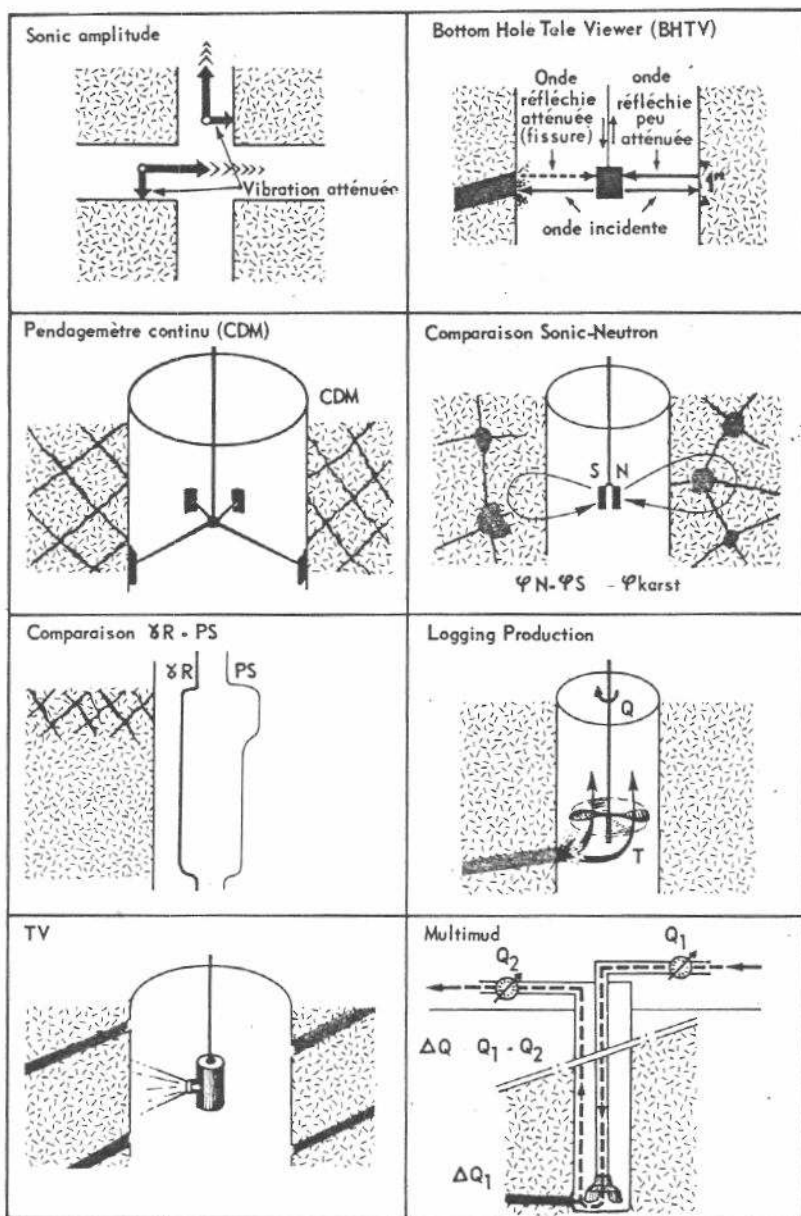 Sonic amplitude
Vibration atténuée
Bottom Hole Tele Viewer (BHTV)
Onde
réfléchie
atténuée
(fissure)
onde
réfléchie
peu
atténuée
onde incidente
Pendagemètre continu (CDM)
CDM
Comparaison Sonic-Neutron
S N
φN-φS - φkarst
Comparaison γR - PS
γR PS
Logging Production
Q
T
TV
Multimud
Q2
Q1
ΔQ Q1 - Q2
ΔQ1